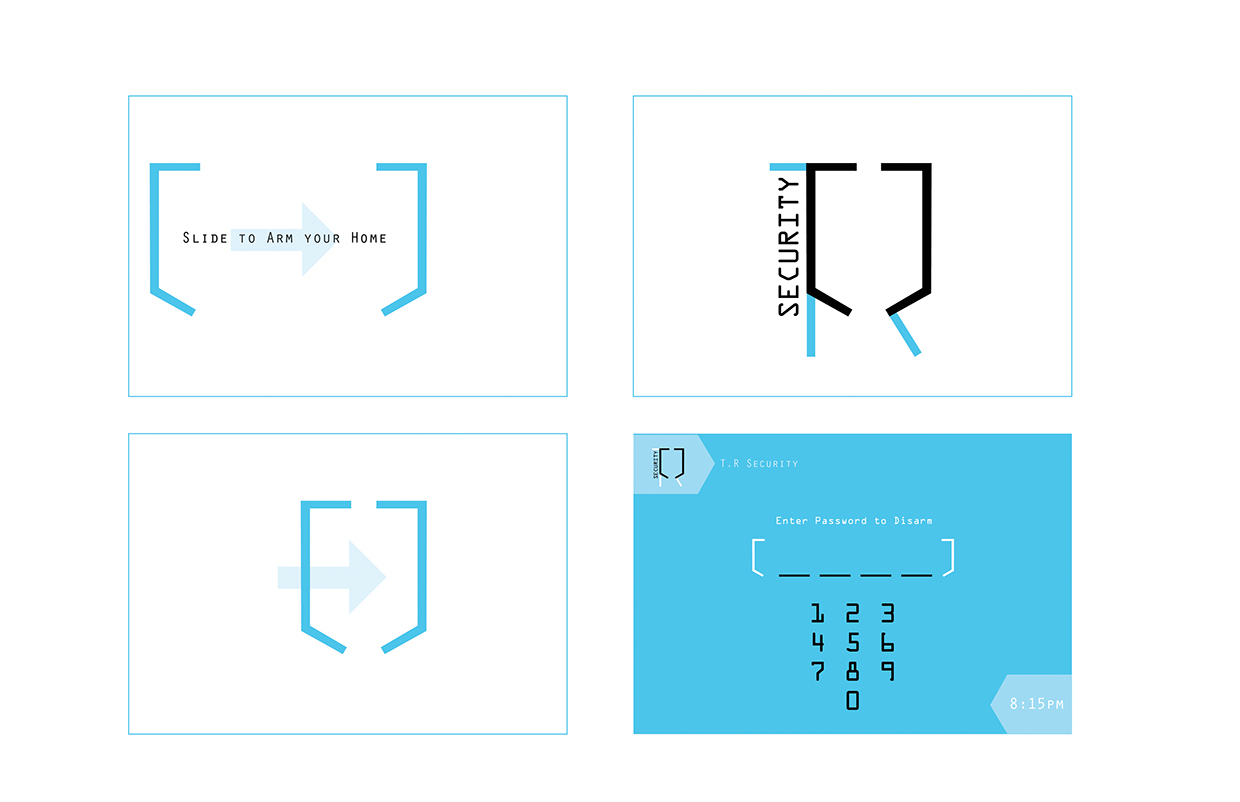 Slide to Arm your Home
SECURITY
SECURITY
T.R Security
Enter Password to Disarm
1 2 3
4 5 6
7 8 9
0
8:15PM